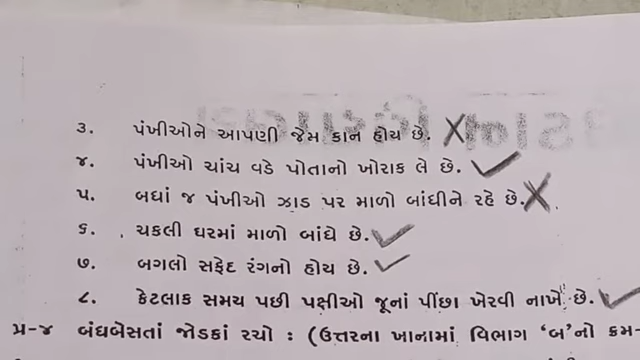 ૩. પંખીઓને આપણી જેમ કાન હોય છે. ✗
૪. પંખીઓ ચાંચ વડે પોતાનો ખોરાક લે છે. ✓
૫. બધાં જ પંખીઓ ઝાડ પર માળો બાંધીને રહે છે. ✗
૬. ચકલી ઘરમાં માળો બાંધે છે. ✓
૭. બગલો સફેદ રંગનો હોય છે. ✓
૮. કેટલાક સમય પછી પક્ષીઓ જૂનાં પીંછા ખેરવી નાખે છે. ✓
પ્ર-૪ બંધબેસતાં જોડકાં રચો : (ઉત્તરના ખાનામાં વિભાગ ‘બ’નો ક્રમ-